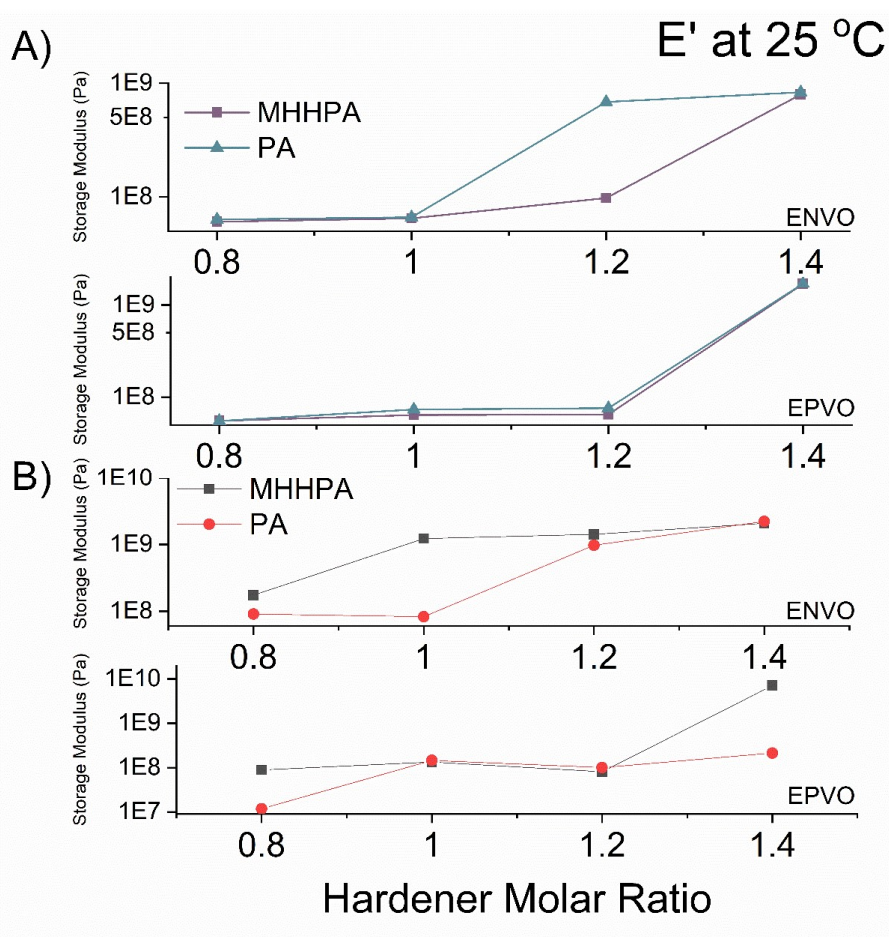 A)
E' at 25 °C
Storage Modulus (Pa)
1E9
5E8
1E8
MHHPA
PA
ENVO
0.8 1 1.2 1.4
Storage Modulus (Pa)
1E9
5E8
1E8
EPVO
0.8 1 1.2 1.4
B)
Storage Modulus (Pa)
1E10
1E9
1E8
MHHPA
PA
ENVO
0.8 1 1.2 1.4
Storage Modulus (Pa)
1E10
1E9
1E8
1E7
EPVO
0.8 1 1.2 1.4
Hardener Molar Ratio